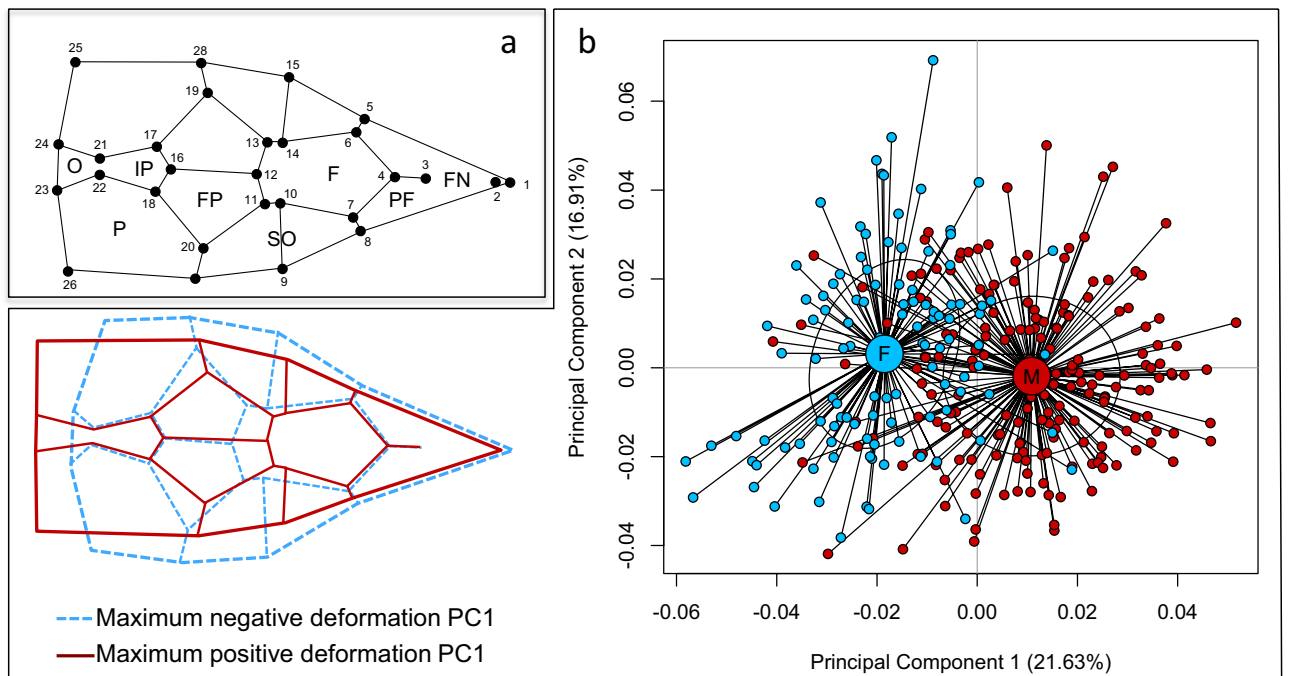 a
25
28
15
19
5
24
21
17
13
14
6
O
IP
16
F
3
4
FN
1
2
23
22
12
PF
18
FP
11
10
7
8
P
20
SO
9
26
Maximum negative deformation PC1
Maximum positive deformation PC1
b
Principal Component 2 (16.91%)
0.06
0.04
0.02
0.00
-0.02
-0.04
F
M
-0.06 -0.04 -0.02 0.00 0.02 0.04
Principal Component 1 (21.63%)